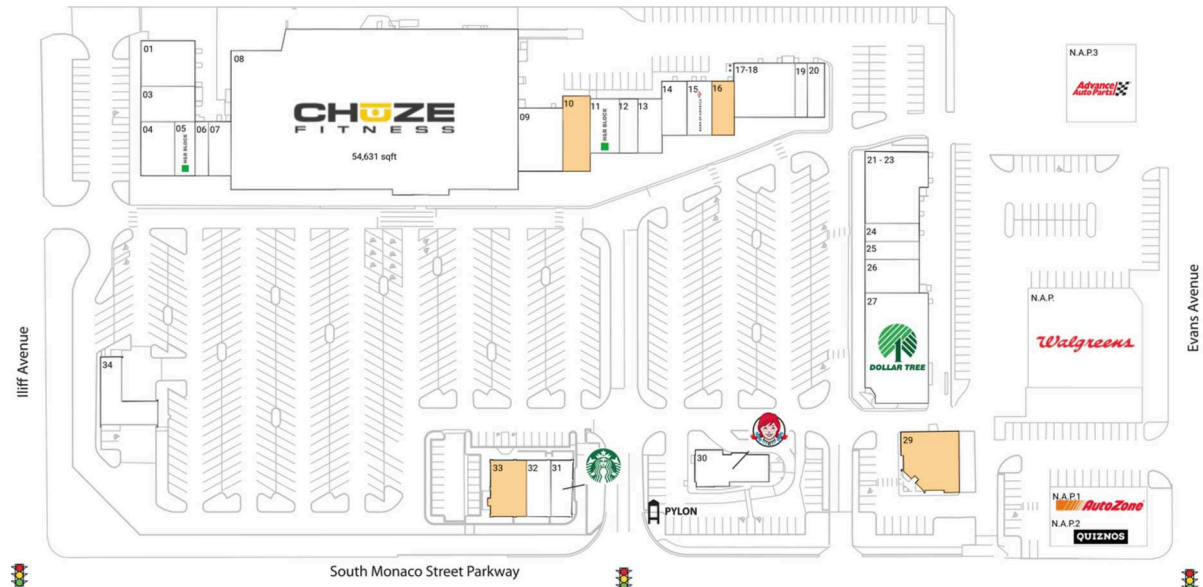 01
03
04
05
H&R BLOCK
06
07
08
CHUZE
FITNESS
54,631 sqft
09
10
11
H&R BLOCK
12
13
14
15
BANK OF AMERICA
16
17-18
19
20
N.A.P.3
Advance
Auto Parts
21 - 23
24
25
26
27
DOLLAR TREE
N.A.P.
Walgreens
Iliff Avenue
Evans Avenue
34
33
32
31
30
PYLON
29
N.A.P.1
AutoZone
N.A.P.2
QUIZNOS
South Monaco Street Parkway